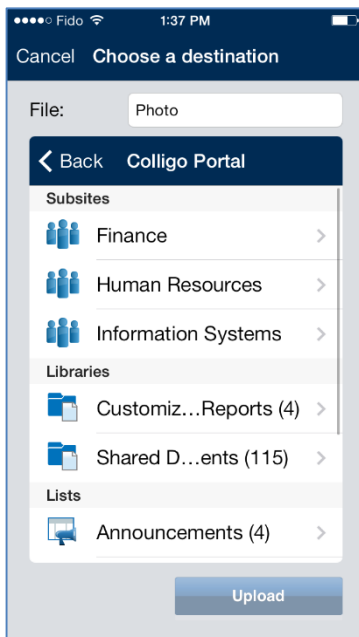 Fido 1:37 PM
Cancel Choose a destination
File: Photo
Back Colligo Portal
Subsites
Finance
Human Resources
Information Systems
Libraries
Customiz...Reports (4)
Shared D...ents (115)
Lists
Announcements (4)
Upload